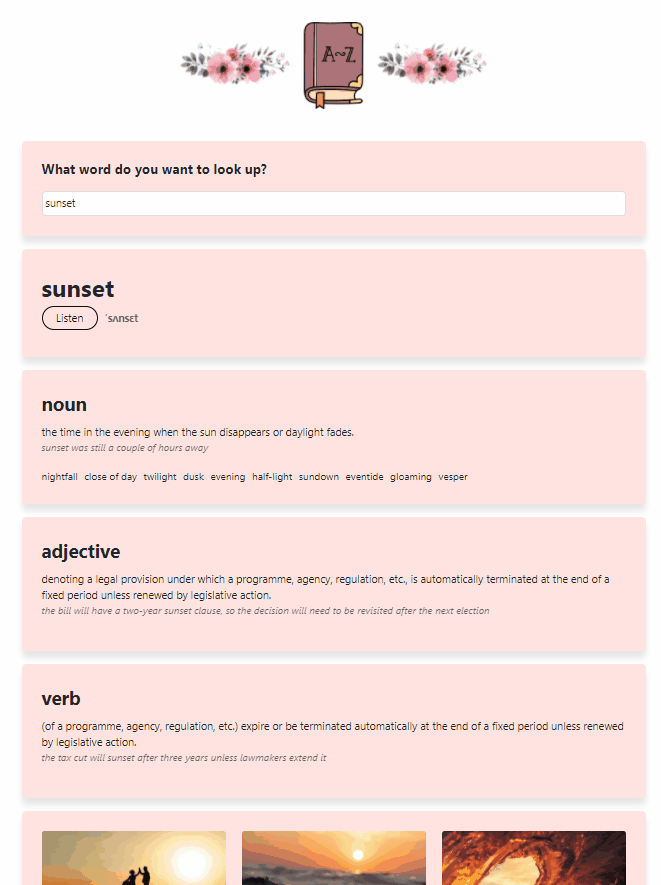 A~Z
What word do you want to look up?
sunset
sunset
Listen ˈsʌnsɛt
noun
the time in the evening when the sun disappears or daylight fades.
sunset was still a couple of hours away
nightfall close of day twilight dusk evening half-light sundown eventide gloaming vesper
adjective
denoting a legal provision under which a programme, agency, regulation, etc., is automatically terminated at the end of a
fixed period unless renewed by legislative action.
the bill will have a two-year sunset clause, so the decision will need to be revisited after the next election
verb
(of a programme, agency, regulation, etc.) expire or be terminated automatically at the end of a fixed period unless renewed
by legislative action.
the tax cut will sunset after three years unless lawmakers extend it